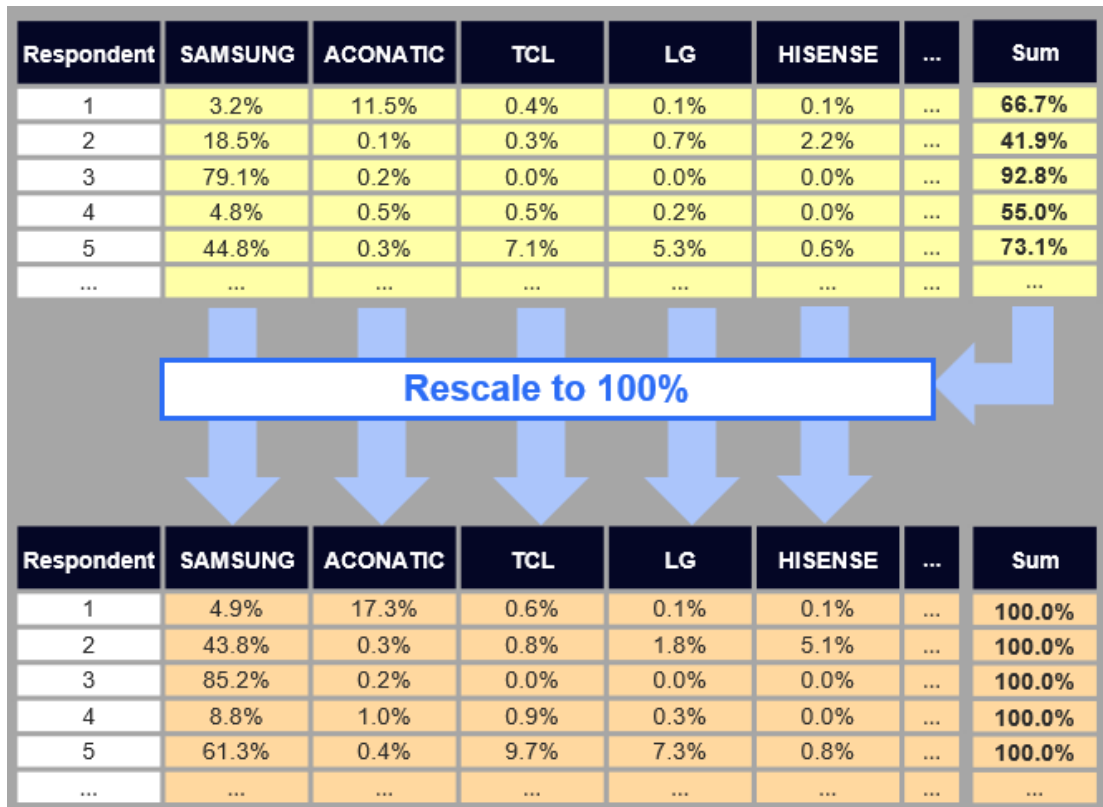 Respondent SAMSUNG ACONATIC TCL LG HISENSE ... Sum
1 3.2% 11.5% 0.4% 0.1% 0.1% ... 66.7%
2 18.5% 0.1% 0.3% 0.7% 2.2% ... 41.9%
3 79.1% 0.2% 0.0% 0.0% 0.0% ... 92.8%
4 4.8% 0.5% 0.5% 0.2% 0.0% ... 55.0%
5 44.8% 0.3% 7.1% 5.3% 0.6% ... 73.1%
... ... ... ... ... ... ... ...
Rescale to 100%
Respondent SAMSUNG ACONATIC TCL LG HISENSE ... Sum
1 4.9% 17.3% 0.6% 0.1% 0.1% ... 100.0%
2 43.8% 0.3% 0.8% 1.8% 5.1% ... 100.0%
3 85.2% 0.2% 0.0% 0.0% 0.0% ... 100.0%
4 8.8% 1.0% 0.9% 0.3% 0.0% ... 100.0%
5 61.3% 0.4% 9.7% 7.3% 0.8% ... 100.0%
... ... ... ... ... ... ... ...